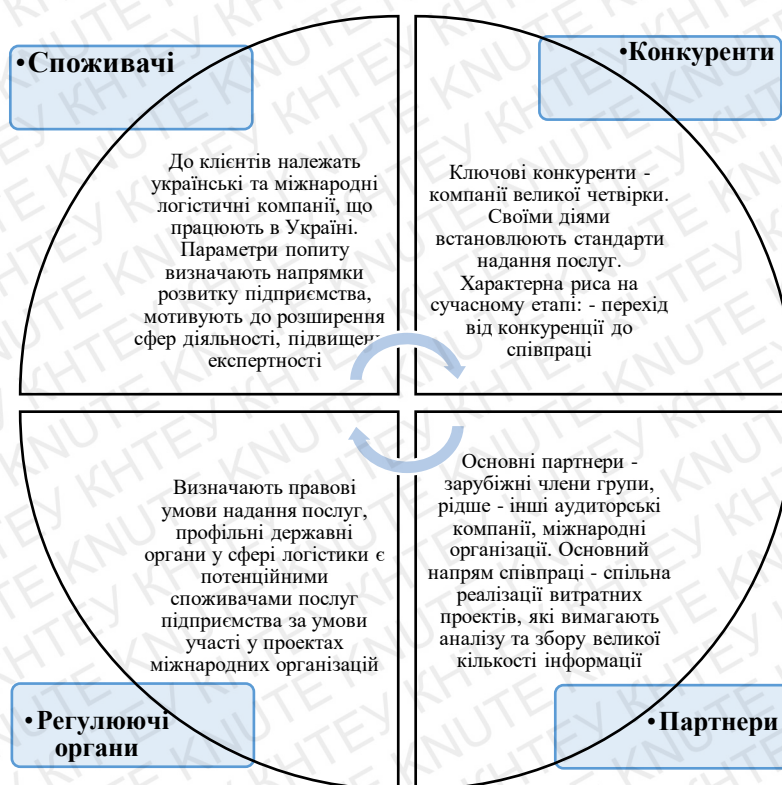 •Споживачі
До клієнтів належать
українські та міжнародні
логістичні компанії, що
працюють в Україні.
Параметри попиту
визначають напрямки
розвитку підприємства,
мотивують до розширення
сфер діяльності, підвищен
експертності
•Конкуренти
Ключові конкуренти -
компанії великої четвірки.
Своїми діями
встановлюють стандарти
надання послуг.
Характерна риса на
сучасному етапі: - перехід
від конкуренції до
співпраці
Визначають правові
умови надання послуг,
профільні державні
органи у сфері логістики є
потенційними
споживачами послуг
підприємства за умови
участі у проектах
міжнародних організацій
•Регулюючі
органи
Основні партнери -
зарубіжні члени групи,
рідше - інші аудиторські
компанії, міжнародні
організації. Основний
напрям співпраці - спільна
реалізації витратних
проектів, які вимагають
аналізу та збору великої
кількості інформації
•Партнери